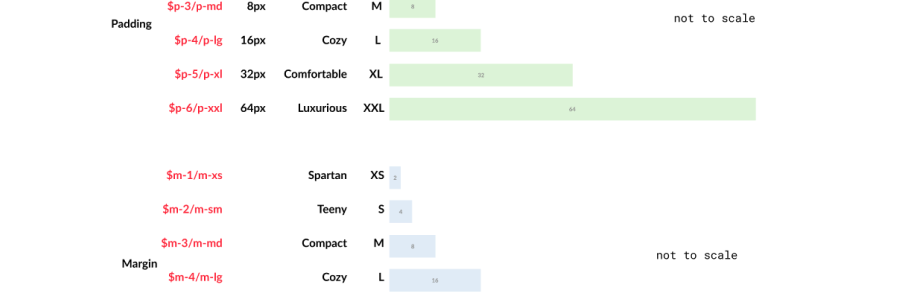 $p-3/p-md 8px Compact M 8
not to scale
Padding
$p-4/p-lg 16px Cozy L 16
$p-5/p-xl 32px Comfortable XL 32
$p-6/p-xxl 64px Luxurious XXL 64
$m-1/m-xs Spartan XS 2
$m-2/m-sm Teeny S 4
$m-3/m-md Compact M 8
not to scale
Margin
$m-4/m-lg Cozy L 16